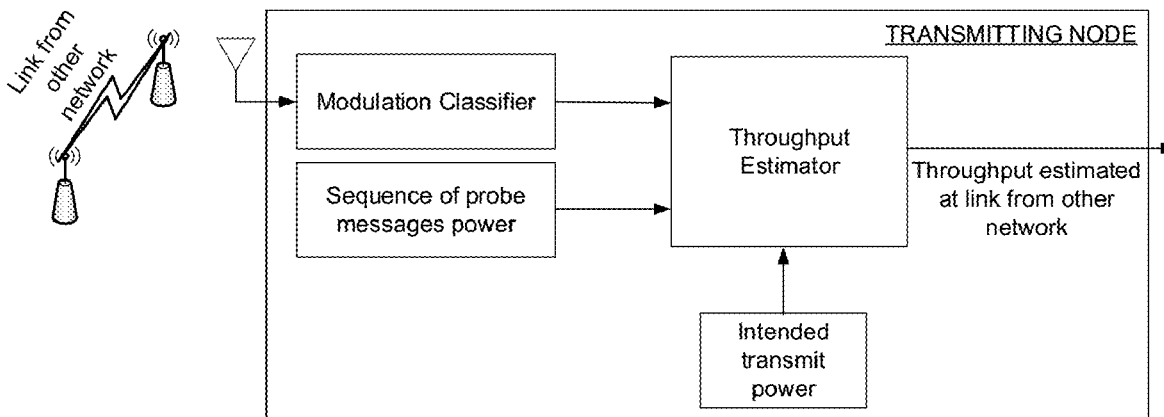 Link from
other
network
TRANSMITTING NODE
Modulation Classifier
Sequence of probe
messages power
Throughput
Estimator
Throughput estimated
at link from other
network
Intended
transmit
power